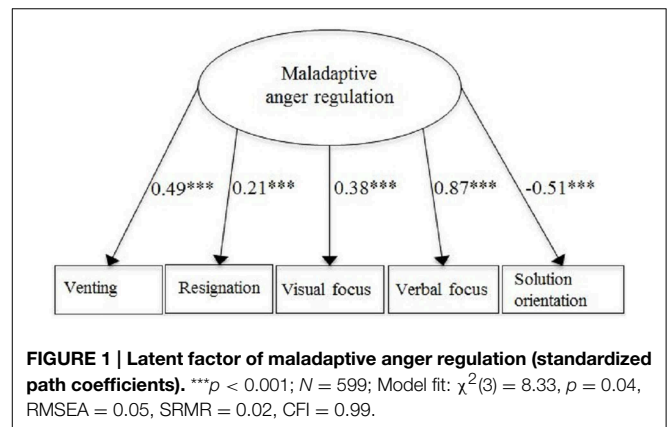 Maladaptive
anger regulation
0.49*** 0.21*** 0.38*** 0.87*** -0.51***
Venting Resignation Visual focus Verbal focus Solution
orientation
FIGURE 1 | Latent factor of maladaptive anger regulation (standardized
path coefficients). ***p < 0.001; N = 599; Model fit: χ²(3) = 8.33, p = 0.04,
RMSEA = 0.05, SRMR = 0.02, CFI = 0.99.